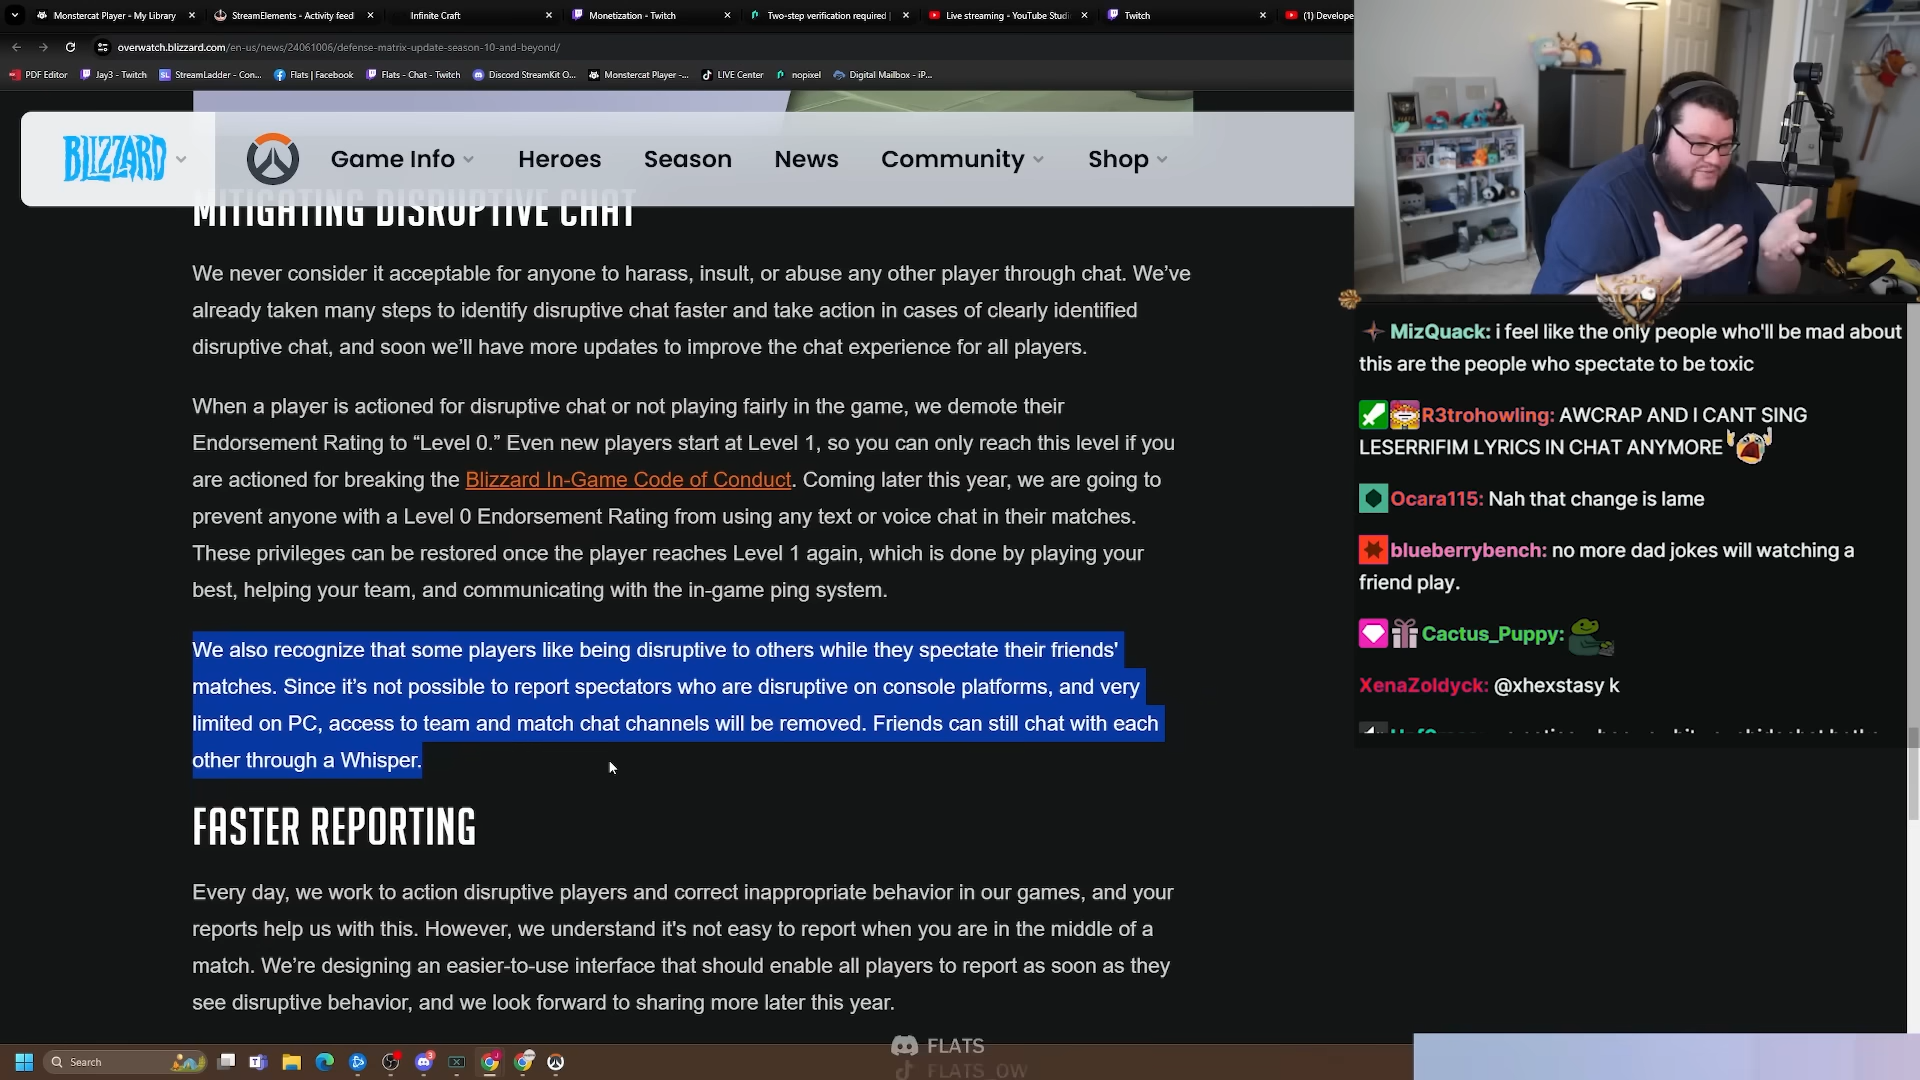 Monstercat Player - My Library
StreamElements - Activity feed
Infinite Craft
Monetization - Twitch
Two-step verification required |
Live streaming - YouTube Studi
Twitch
(1) Develope
overwatch.blizzard.com/en-us/news/24061006/defense-matrix-update-season-10-and-beyond/
PDF Editor
Jay3 - Twitch
StreamLadder - Con...
Flats | Facebook
Flats - Chat - Twitch
Discord StreamKit O...
Monstercat Player -...
LIVE Center
nopixel
Digital Mailbox - iP...
BLIZZARD
Game Info
Heroes
Season
News
Community
Shop
MITIGATING DISRUPTIVE CHAT
We never consider it acceptable for anyone to harass, insult, or abuse any other player through chat. We’ve
already taken many steps to identify disruptive chat faster and take action in cases of clearly identified
disruptive chat, and soon we’ll have more updates to improve the chat experience for all players.
When a player is actioned for disruptive chat or not playing fairly in the game, we demote their
Endorsement Rating to “Level 0.” Even new players start at Level 1, so you can only reach this level if you
are actioned for breaking the Blizzard In-Game Code of Conduct. Coming later this year, we are going to
prevent anyone with a Level 0 Endorsement Rating from using any text or voice chat in their matches.
These privileges can be restored once the player reaches Level 1 again, which is done by playing your
best, helping your team, and communicating with the in-game ping system.
We also recognize that some players like being disruptive to others while they spectate their friends'
matches. Since it’s not possible to report spectators who are disruptive on console platforms, and very
limited on PC, access to team and match chat channels will be removed. Friends can still chat with each
other through a Whisper.
FASTER REPORTING
Every day, we work to action disruptive players and correct inappropriate behavior in our games, and your
reports help us with this. However, we understand it's not easy to report when you are in the middle of a
match. We’re designing an easier-to-use interface that should enable all players to report as soon as they
see disruptive behavior, and we look forward to sharing more later this year.
MizQuack: i feel like the only people who'll be mad about
this are the people who spectate to be toxic
R3trohowling: AWCRAP AND I CANT SING
LESERRIFIM LYRICS IN CHAT ANYMORE
Ocara115: Nah that change is lame
blueberrybench: no more dad jokes will watching a
friend play.
Cactus_Puppy:
XenaZoldyck: @xhexstasy k
FLATS
FLATS_OW
Search